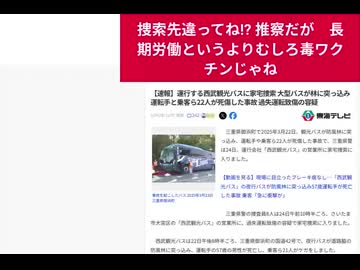 捜索先違ってね!? 推察だが　長
期労働というよりむしろ毒ワク
チンじゃね
【速報】運行する西武観光バスに家宅捜索 大型バスが林に突っ込み
運転手と乗客ら22人が死傷した事故 過失運転致傷の容疑
東海テレビ
三重県御浜町で2025年3月22日、観光バスが防風林に突
っ込み、運転手や乗客ら22人が死傷した事故で、三重県警
は24日、運行会社「西武観光バス」の営業所に家宅捜索に
入りました。
【動画を見る】現場に目立ったブレーキ痕なし…「西武観光
バス」の夜行バスが防風林に突っ込み57歳運転手が死亡し
た事故 乗客「急に衝撃が」
三重県警の捜査員8人は24日午前10時ごろ、さいたま
市大宮区の「西武観光バス」の営業所に、過失運転致傷の容疑で家宅捜索に入りました。
西武観光バスは22日午後8時半ごろ、三重県御浜町の国道42号で、夜行バスが道路脇の
防風林に突っ込み、運転手の57歳の男性が死亡し、乗客ら21人がケガをしました。